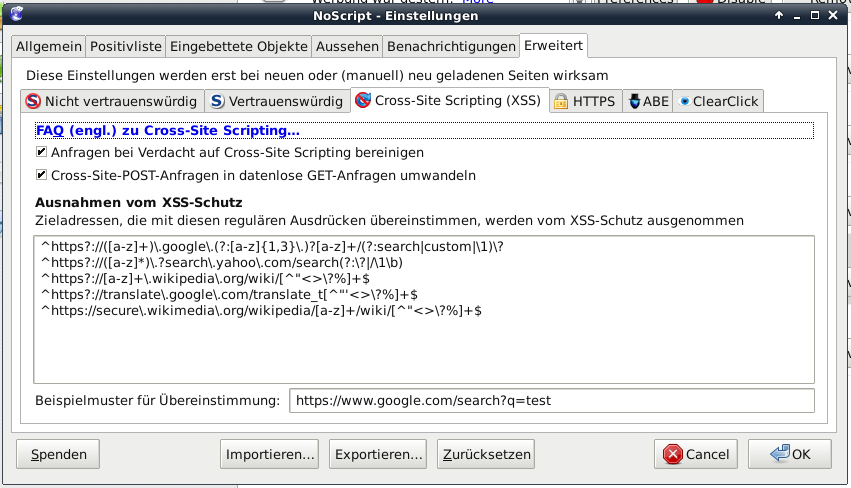 NoScript - Einstellungen
Allgemein Positivliste Eingebettete Objekte Aussehen Benachrichtigungen Erweitert
Diese Einstellungen werden erst bei neuen oder (manuell) neu geladenen Seiten wirksam
Nicht vertrauenswürdig Vertrauenswürdig Cross-Site Scripting (XSS) HTTPS ABE ClearClick
FAQ (engl.) zu Cross-Site Scripting...
Anfragen bei Verdacht auf Cross-Site Scripting bereinigen
Cross-Site-POST-Anfragen in datenlose GET-Anfragen umwandeln
Ausnahmen vom XSS-Schutz
Zieladressen, die mit diesen regulären Ausdrücken übereinstimmen, werden vom XSS-Schutz ausgenommen
^https?://([a-z]+)\.google\.(?:[a-z]{1,3}\.)?[a-z]+/(?:search|custom|\1)\?
^https?://([a-z]*)\.?search\.yahoo\.com/search(?:\?|/\1\b)
^https?://[a-z]+\.wikipedia\.org/wiki/[^"<>\?%]+$
^https?://translate\.google\.com/translate_t[^"'<>\?%]+$
^https://secure\.wikimedia\.org/wikipedia/[a-z]+/wiki/[^"<>\?%]+$
Beispielmuster für Übereinstimmung: https://www.google.com/search?q=test
Spenden Importieren... Exportieren... Zurücksetzen Cancel OK